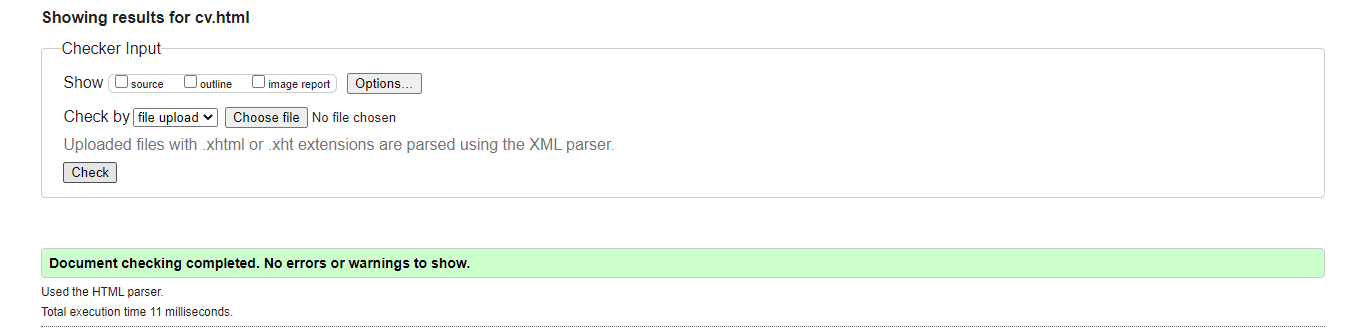 Showing results for cv.html
Checker Input
Show source outline image report Options...
Check by file upload Choose file No file chosen
Uploaded files with .xhtml or .xht extensions are parsed using the XML parser.
Check
Document checking completed. No errors or warnings to show.
Used the HTML parser.
Total execution time 11 milliseconds.